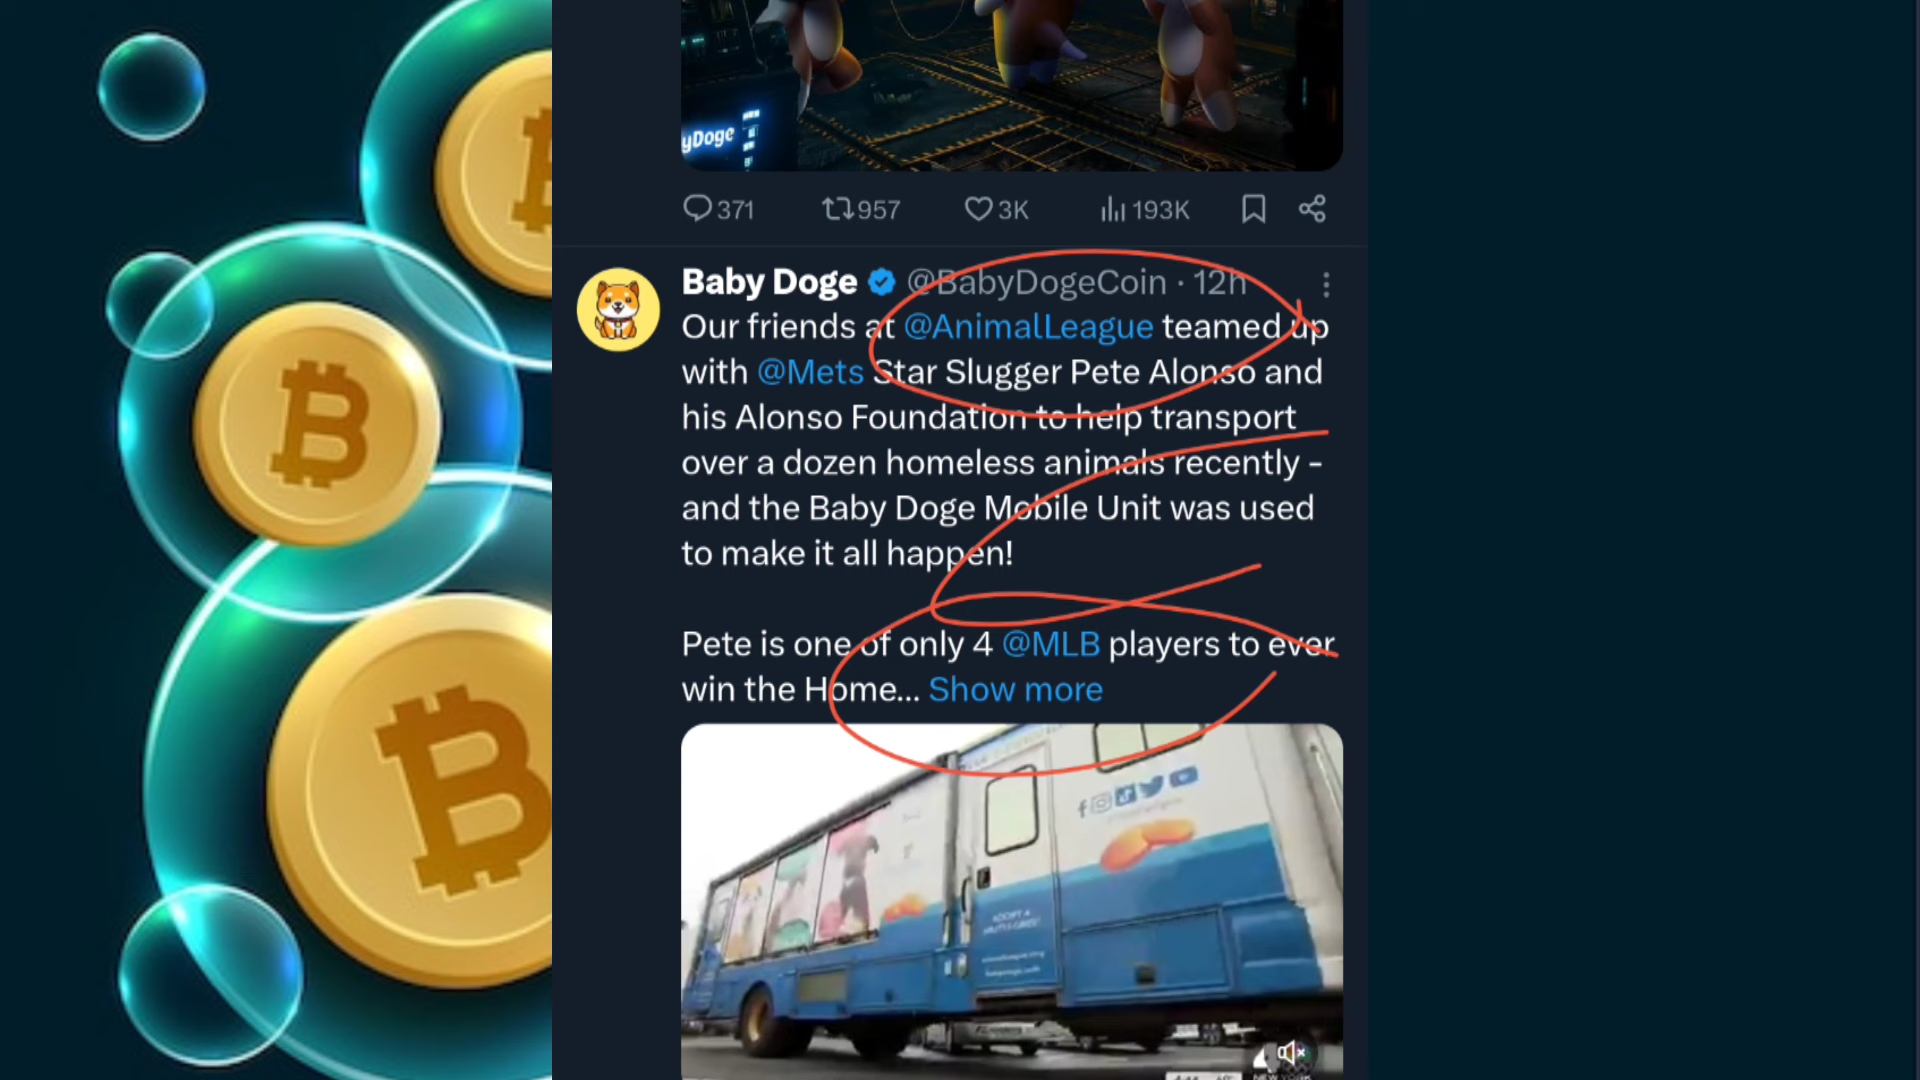 yDoge
371 957 3K 193K
Baby Doge @BabyDogeCoin · 12h
Our friends at @AnimalLeague teamed up
with @Mets Star Slugger Pete Alonso and
his Alonso Foundation to help transport
over a dozen homeless animals recently -
and the Baby Doge Mobile Unit was used
to make it all happen!
Pete is one of only 4 @MLB players to ever
win the Home... Show more
ADOPT A
NEW YORK